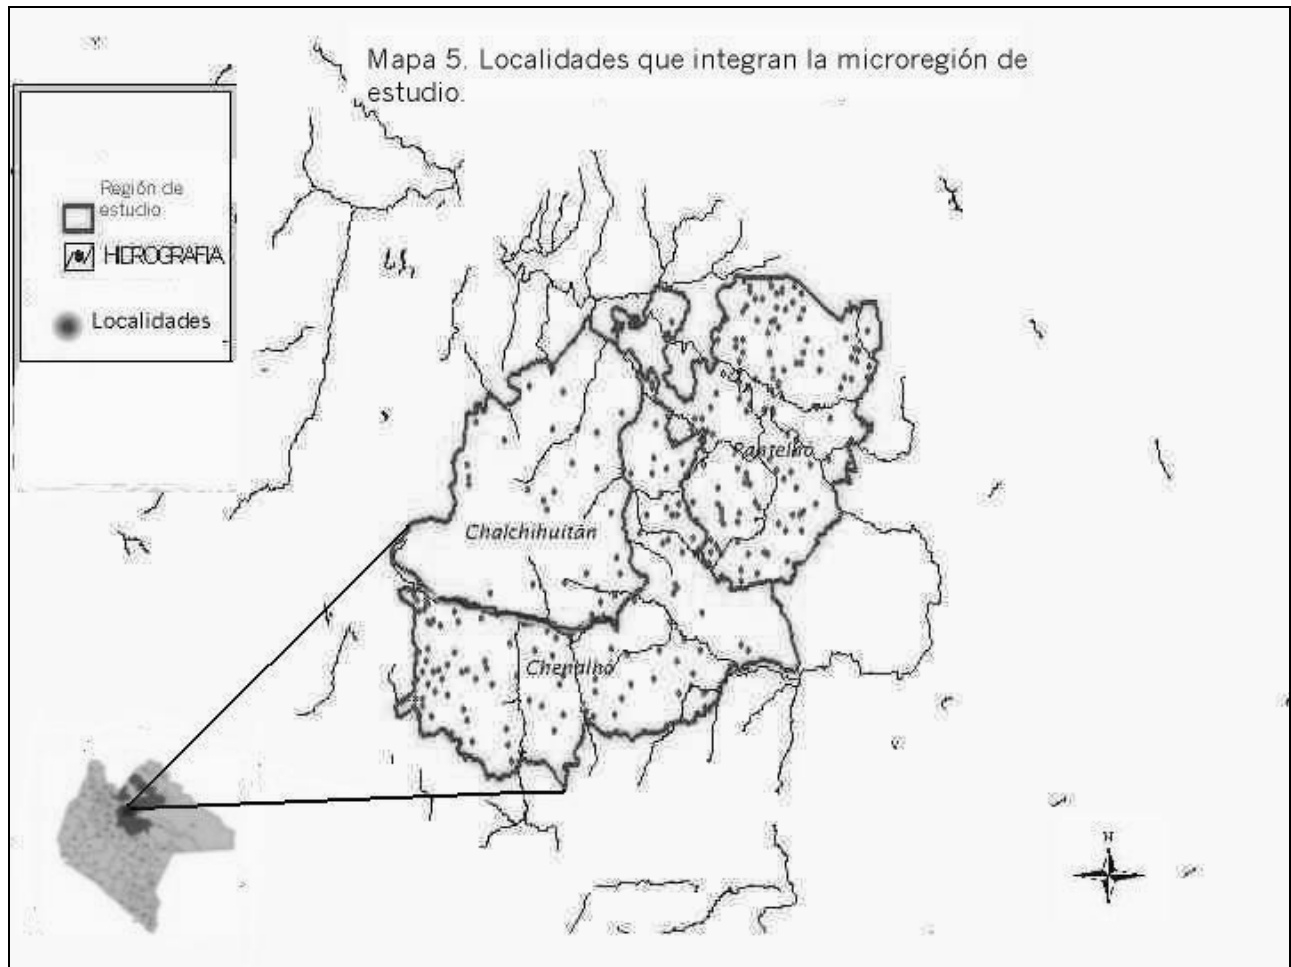 Mapa 5. Localidades que integran la microregión de
estudio.
Región de
estudio
HIDROGRAFIA
Localidades
Pantelhó
Chalchihuitán
Chenalhó
N